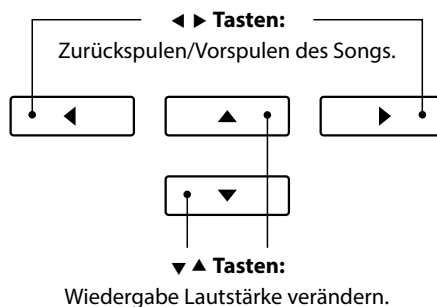 ◀ ▶ Tasten:
Zurückspulen/Vorspulen des Songs.
◀ ▲ ▶
▼
▼ ▲ Tasten:
Wiedergabe Lautstärke verändern.